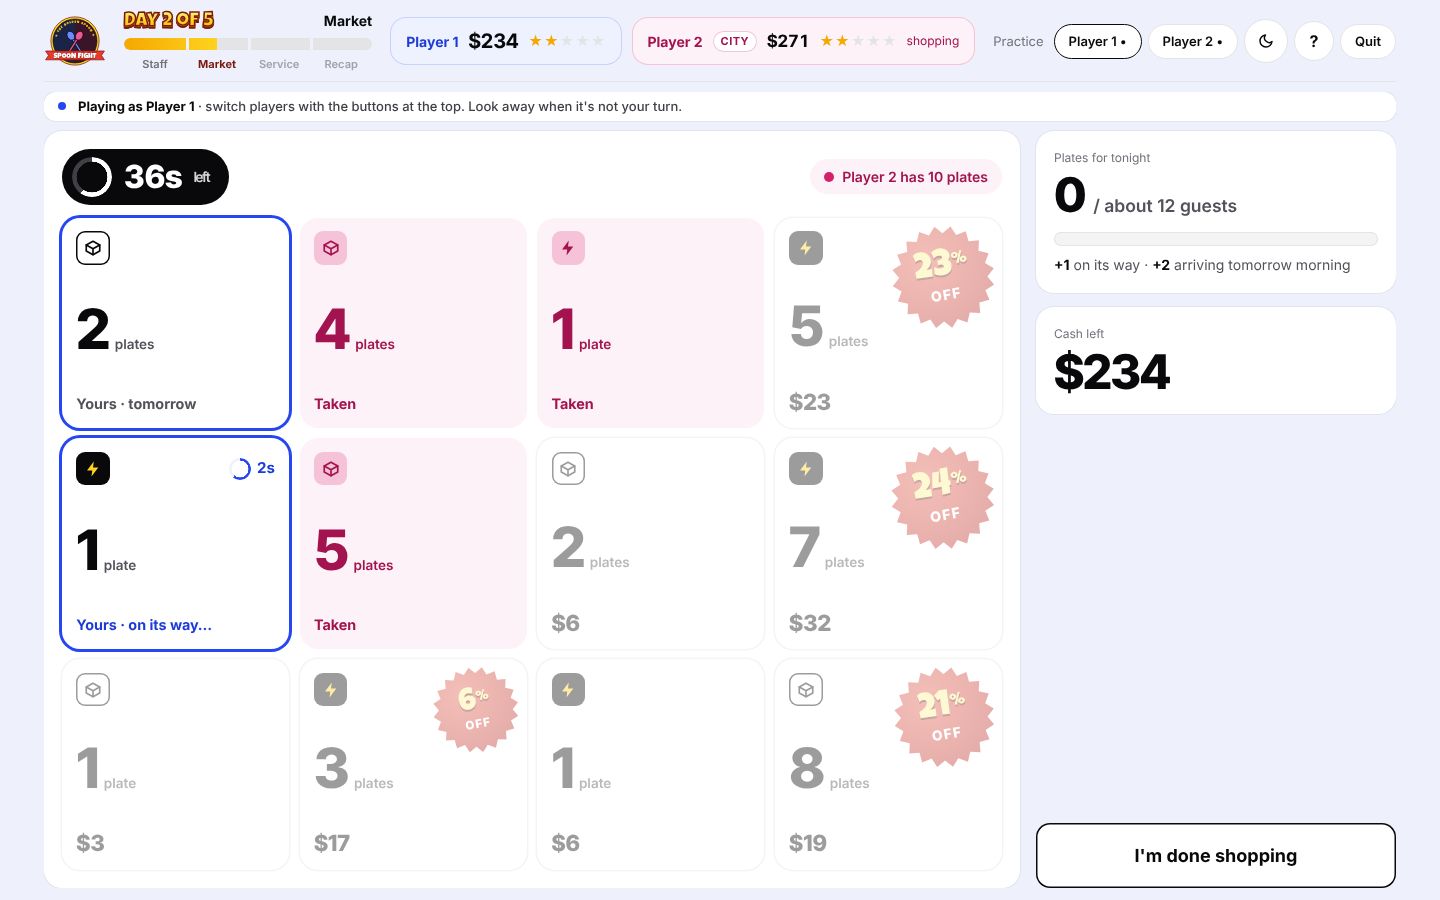 SPOON FIGHT
DAY 2 OF 5
Market
Staff
Market
Service
Recap
Player 1 $234
Player 2 CITY $271 shopping
Practice
Player 1 •
Player 2 •
?
Quit
Playing as Player 1 · switch players with the buttons at the top. Look away when it's not your turn.
36s left
Player 2 has 10 plates
2 plates
Yours · tomorrow
4 plates
Taken
1 plate
Taken
23% OFF
5 plates
$23
2s
1 plate
Yours · on its way...
5 plates
Taken
2 plates
$6
24% OFF
7 plates
$32
1 plate
$3
6% OFF
3 plates
$17
1 plate
$6
21% OFF
8 plates
$19
Plates for tonight
0 / about 12 guests
+1 on its way · +2 arriving tomorrow morning
Cash left
$234
I'm done shopping